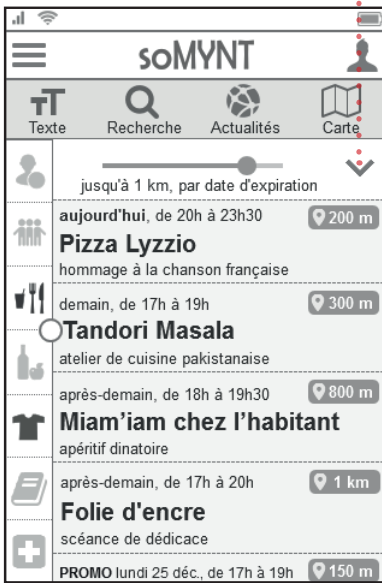 soMYNT
TT
Texte Recherche Actualités Carte
jusqu'à 1 km, par date d'expiration
aujourd'hui, de 20h à 23h30 200 m
Pizza Lyzzio
hommage à la chanson française
demain, de 17h à 19h 300 m
Tandori Masala
atelier de cuisine pakistanaise
après-demain, de 18h à 19h30 800 m
Miam’iam chez l’habitant
apéritif dinatoire
après-demain, de 17h à 20h 1 km
Folie d'encre
scéance de dédicace
PROMO lundi 25 déc., de 17h à 19h 150 m